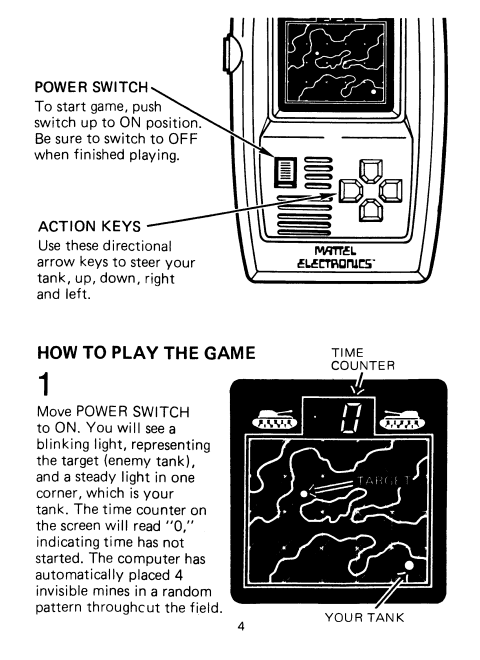 POWER SWITCH
To start game, push
switch up to ON position.
Be sure to switch to OFF
when finished playing.
ACTION KEYS
Use these directional
arrow keys to steer your
tank, up, down, right
and left.
MATTEL
ELECTRONICS
HOW TO PLAY THE GAME
1
Move POWER SWITCH
to ON. You will see a
blinking light, representing
the target (enemy tank),
and a steady light in one
corner, which is your
tank. The time counter on
the screen will read "0,"
indicating time has not
started. The computer has
automatically placed 4
invisible mines in a random
pattern throughout the field.
TIME
COUNTER
0
TARGET
YOUR TANK
4